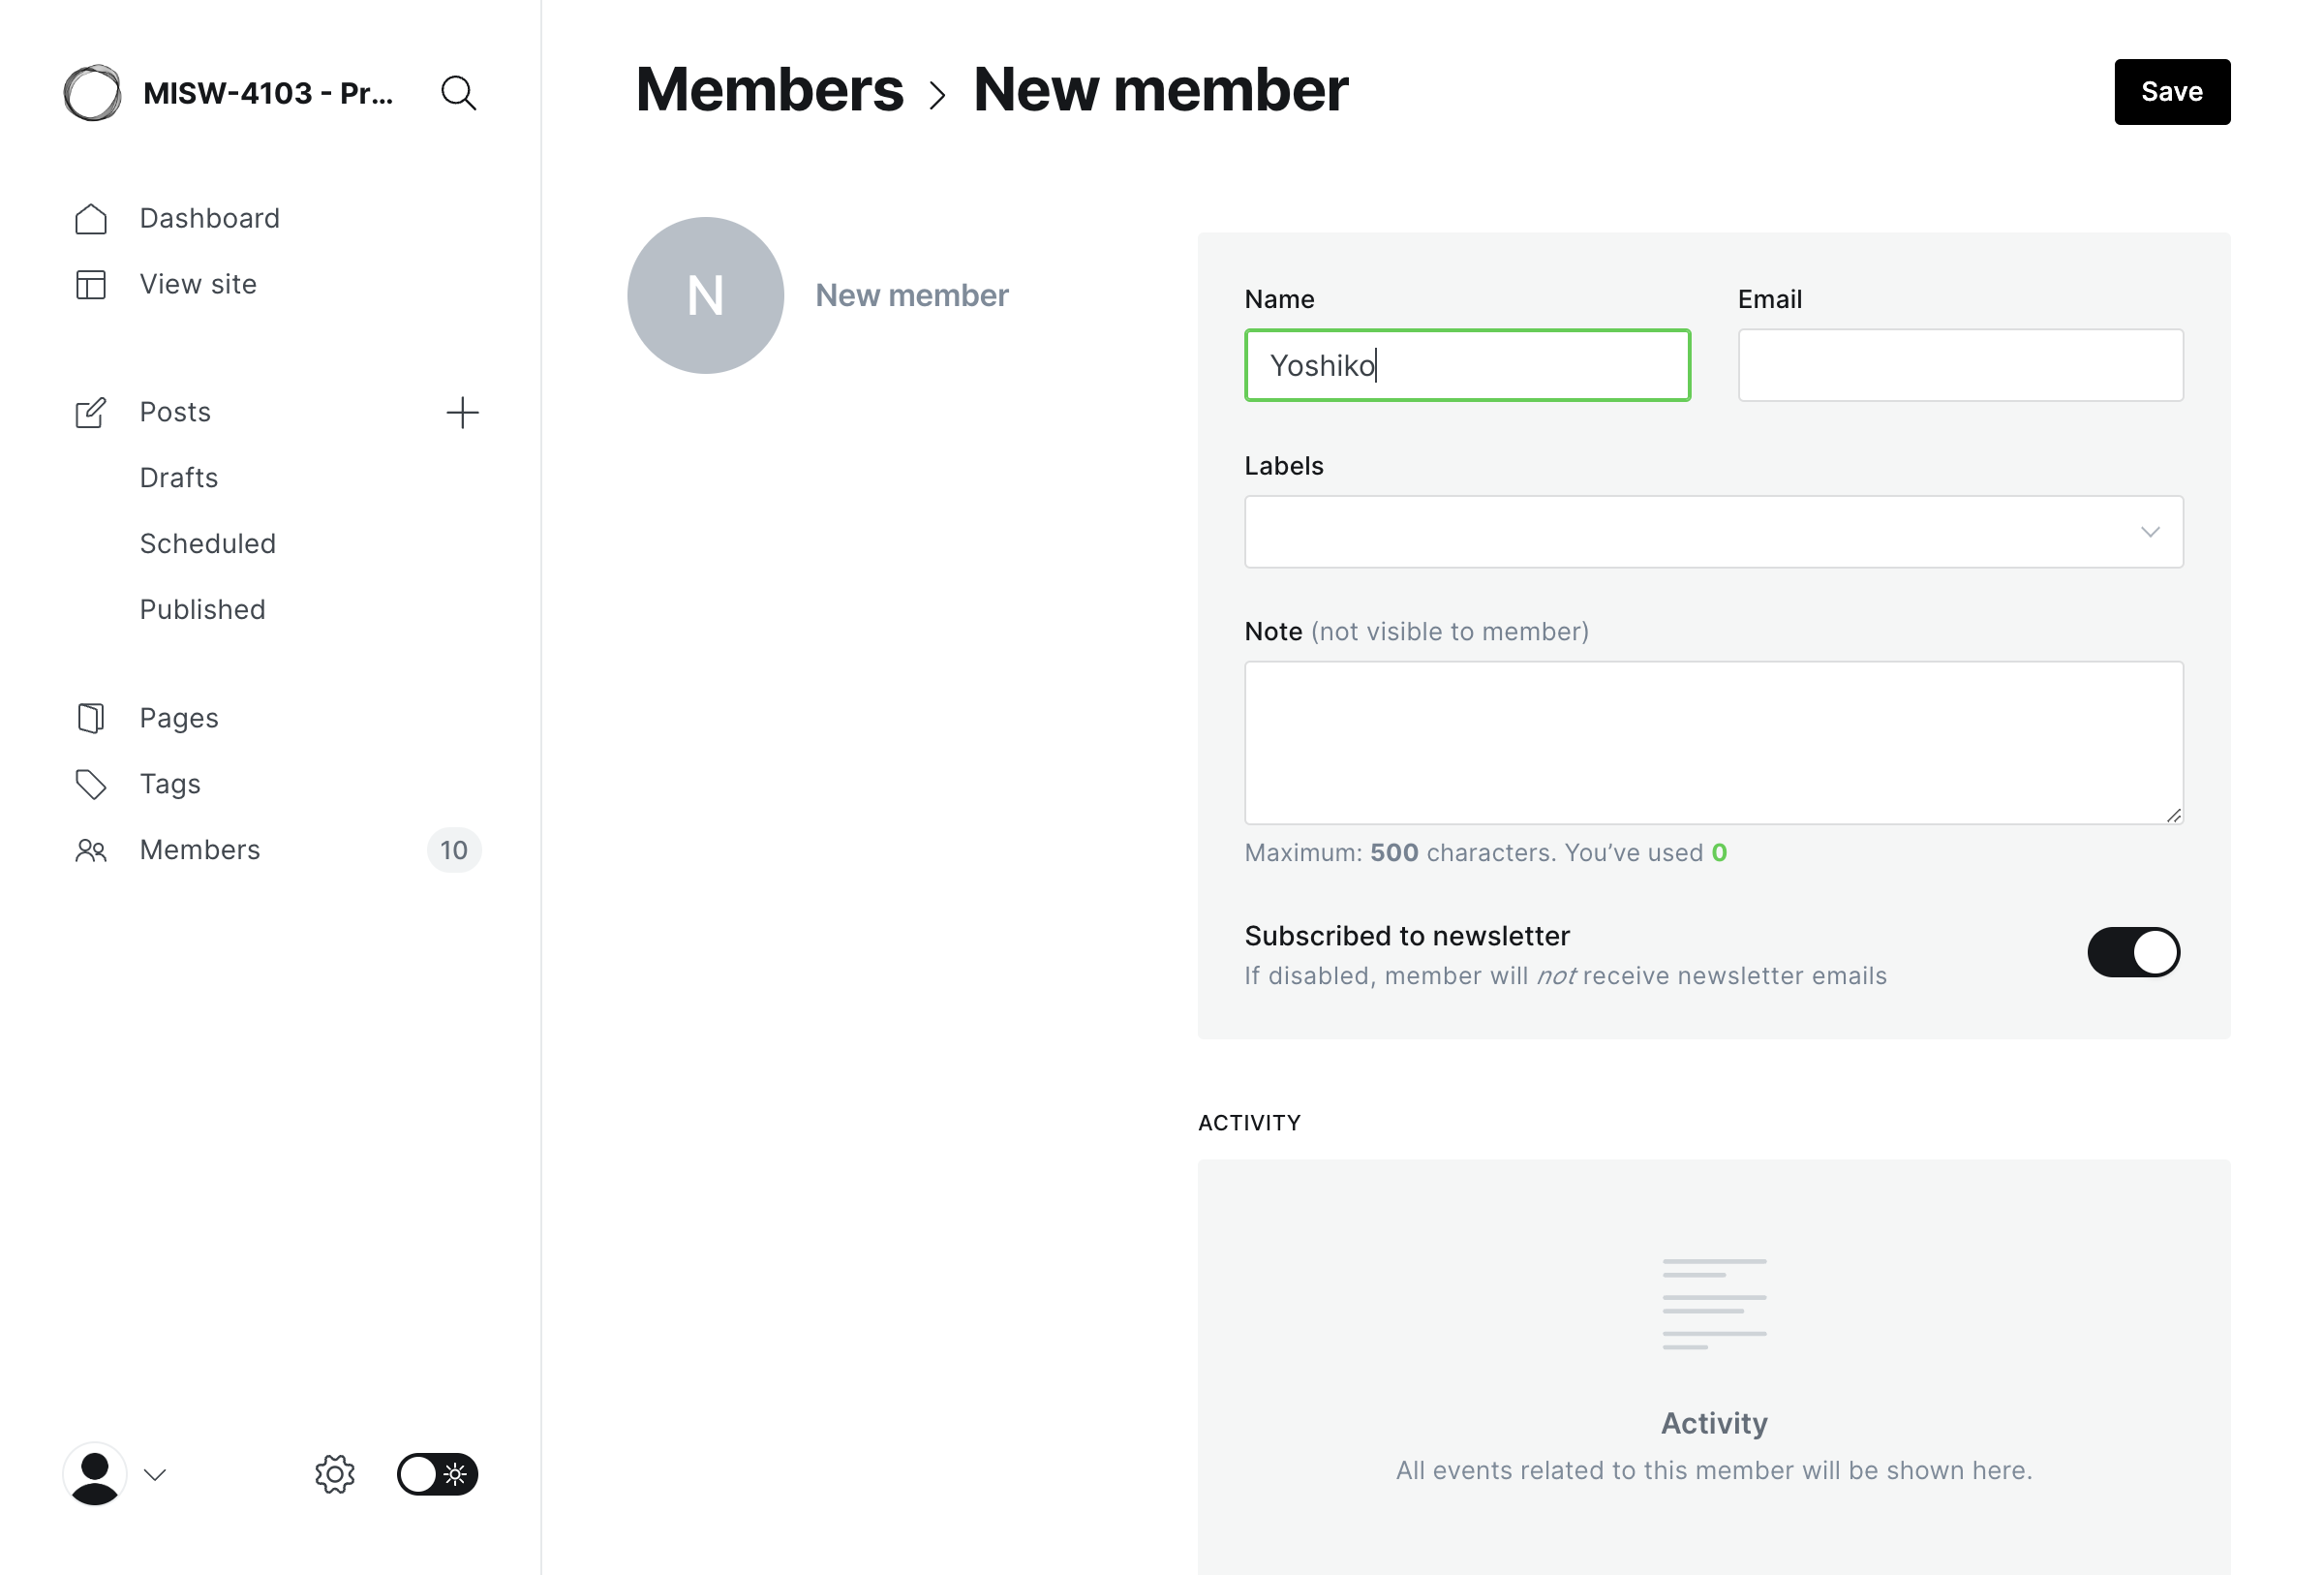 MISW-4103 - Pr...
Dashboard
View site
Posts
Drafts
Scheduled
Published
Pages
Tags
Members 10
Members > New member
Save
N
New member
Name
Email
Yoshiko
Labels
Note (not visible to member)
Maximum: 500 characters. You’ve used 0
Subscribed to newsletter
If disabled, member will not receive newsletter emails
ACTIVITY
Activity
All events related to this member will be shown here.